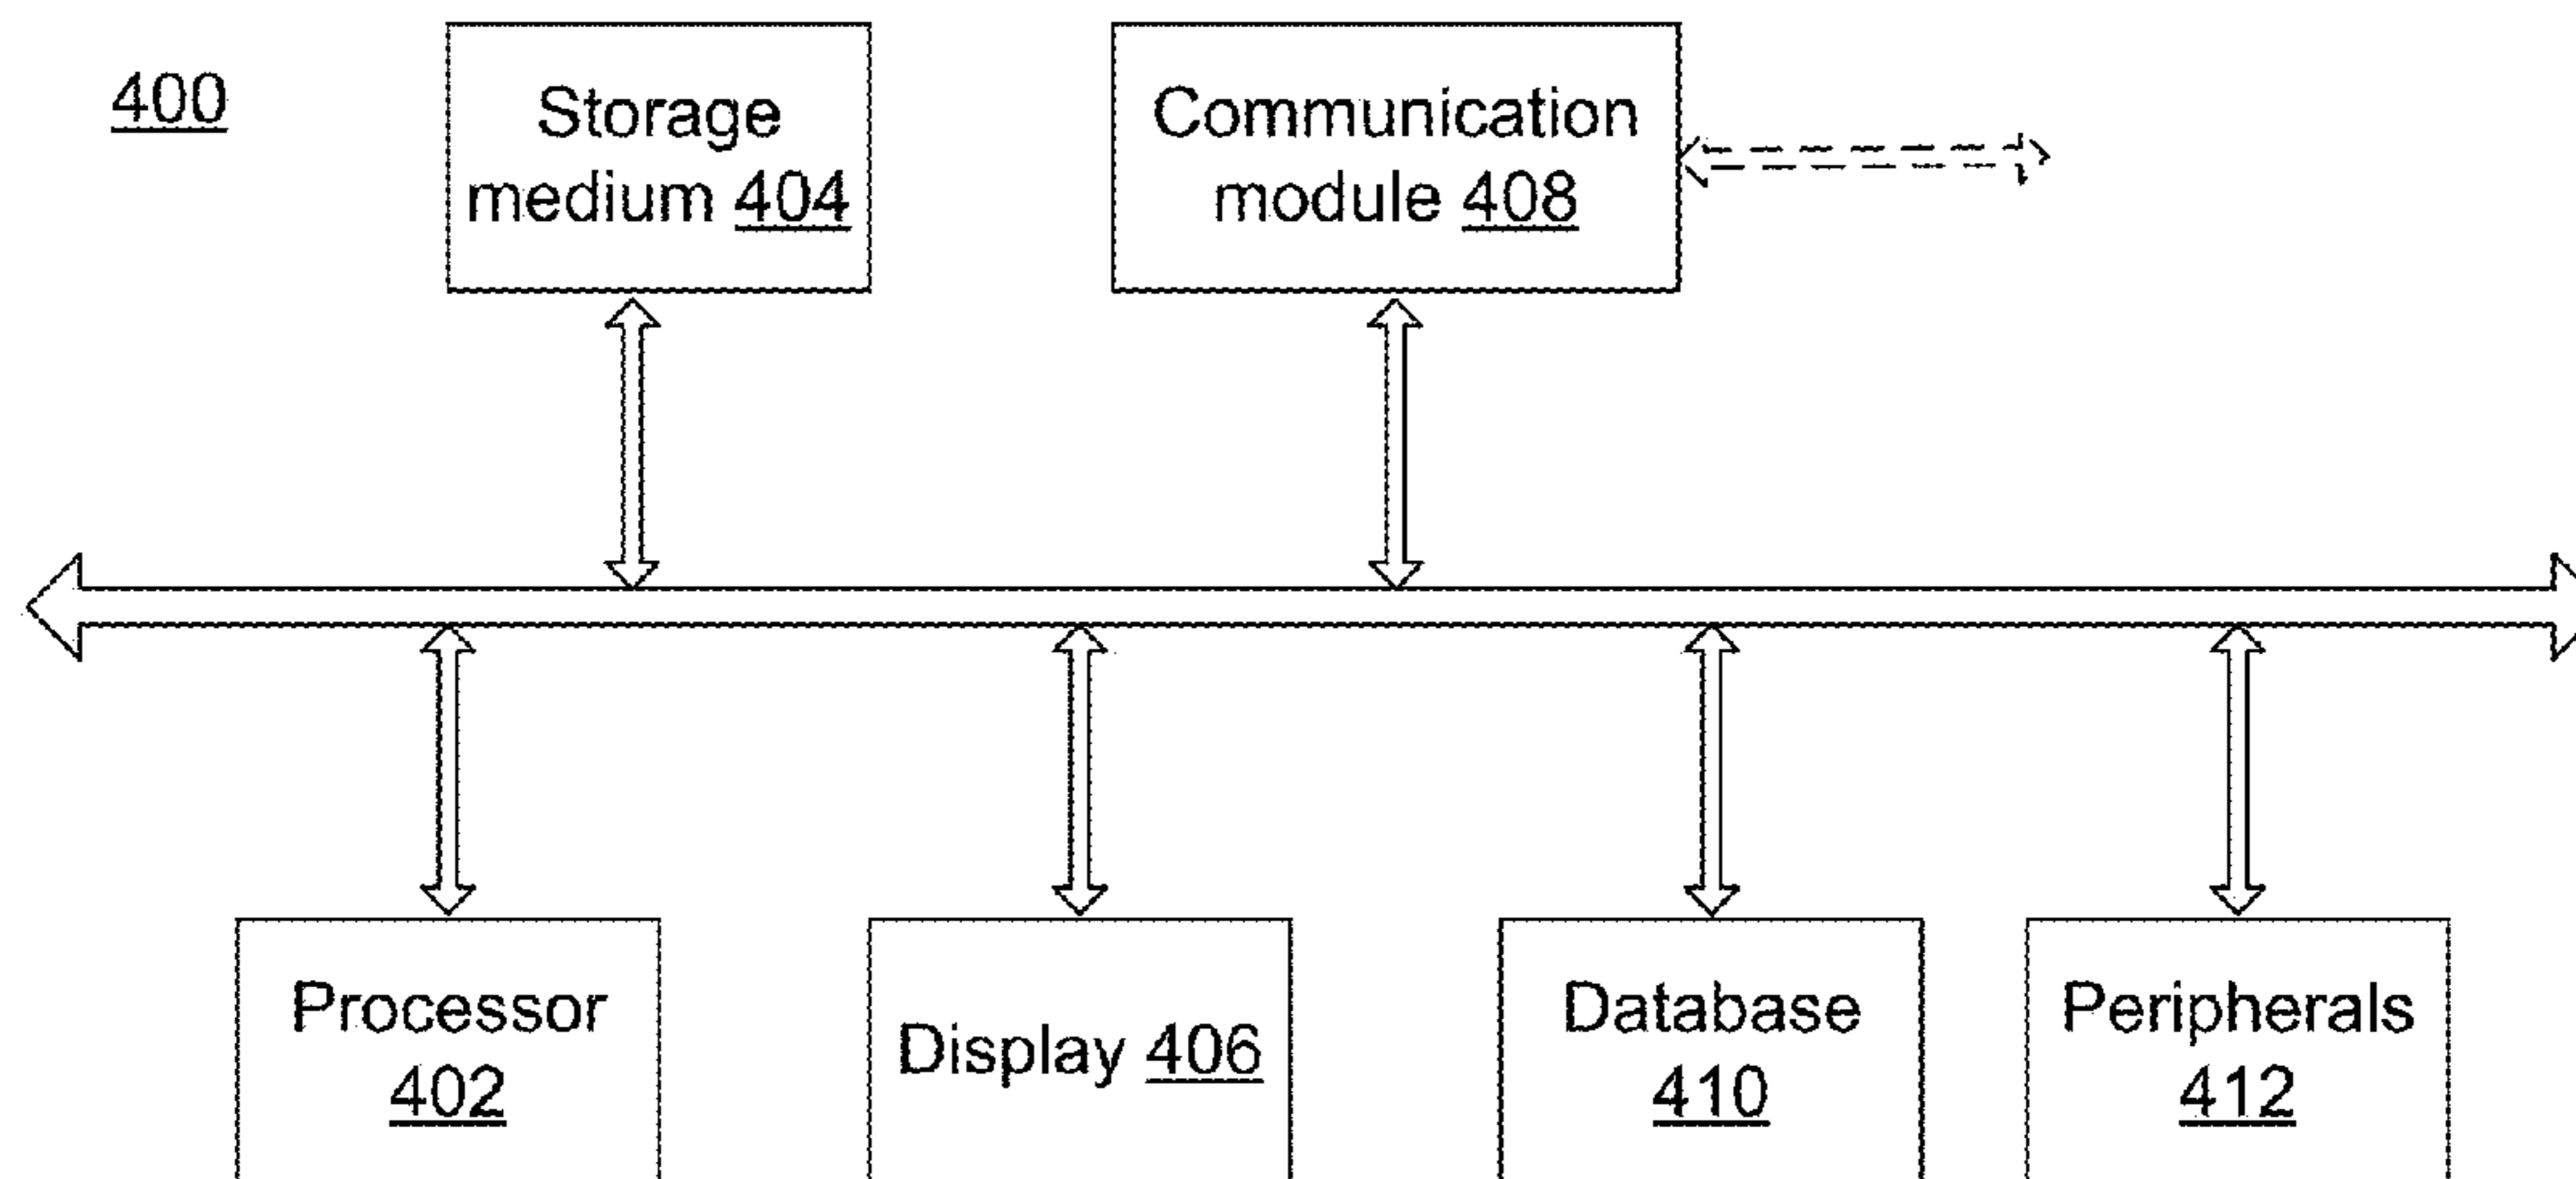 400
Storage
medium 404
Communication
module 408
Processor
402
Display 406
Database
410
Peripherals
412